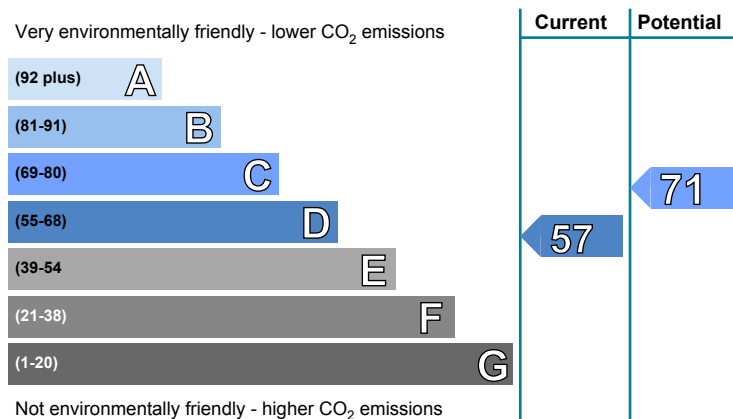 Current Potential
Very environmentally friendly - lower CO2 emissions
(92 plus) A
(81-91) B
(69-80) C
71
(55-68) D
57
(39-54 E
(21-38) F
(1-20) G
Not environmentally friendly - higher CO2 emissions